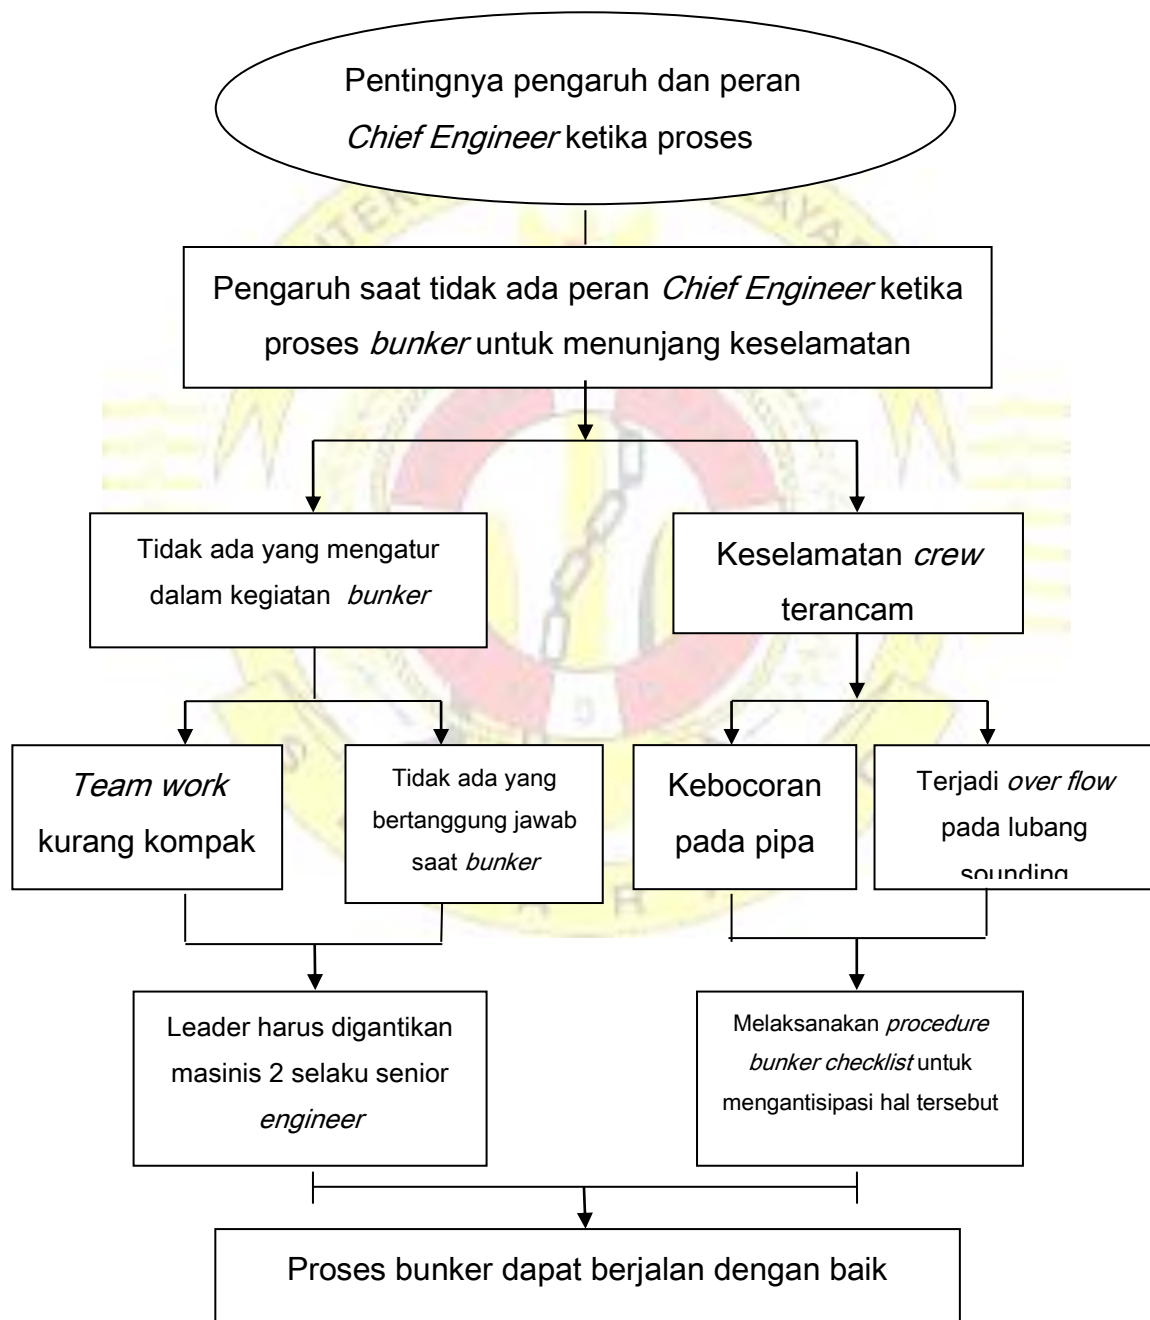 Pentingnya pengaruh dan peran
Chief Engineer ketika proses
Pengaruh saat tidak ada peran Chief Engineer ketika
proses bunker untuk menunjang keselamatan
Tidak ada yang mengatur
dalam kegiatan bunker
Keselamatan crew
terancam
Team work
kurang kompak
Tidak ada yang
bertanggung jawab
saat bunker
Kebocoran
pada pipa
Terjadi over flow
pada lubang
sounding
Leader harus digantikan
masinis 2 selaku senior
engineer
Melaksanakan procedure
bunker checklist untuk
mengantisipasi hal tersebut
Proses bunker dapat berjalan dengan baik